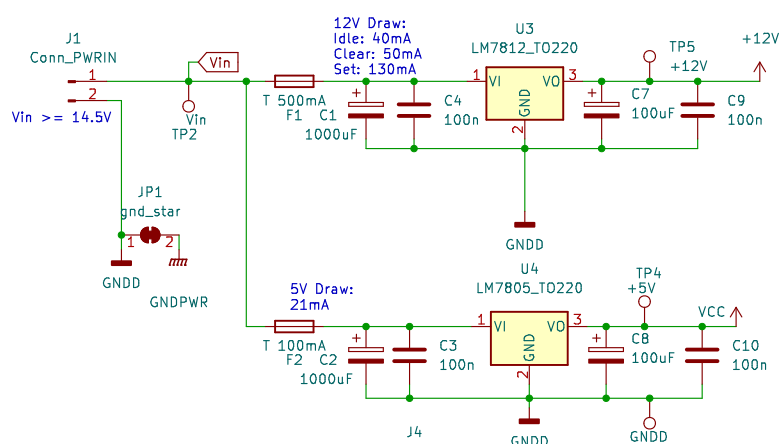 J1
Conn_PWRIN
1
2
Vin >= 14.5V
Vin
Vin
TP2
JP1
gnd_star
1
2
GNDD
GNDPWR
12V Draw:
Idle: 40mA
Clear: 50mA
Set: 130mA
T 500mA
F1
C1
1000uF
C4
100n
U3
LM7812_TO220
1
VI
VO
3
GND
2
GNDD
C7
100uF
TP5
+12V
+12V
C9
100n
5V Draw:
21mA
T 100mA
F2
C2
1000uF
C3
100n
U4
LM7805_TO220
1
VI
VO
3
GND
2
GNDD
C8
100uF
TP4
+5V
VCC
C10
100n
GNDD
J4